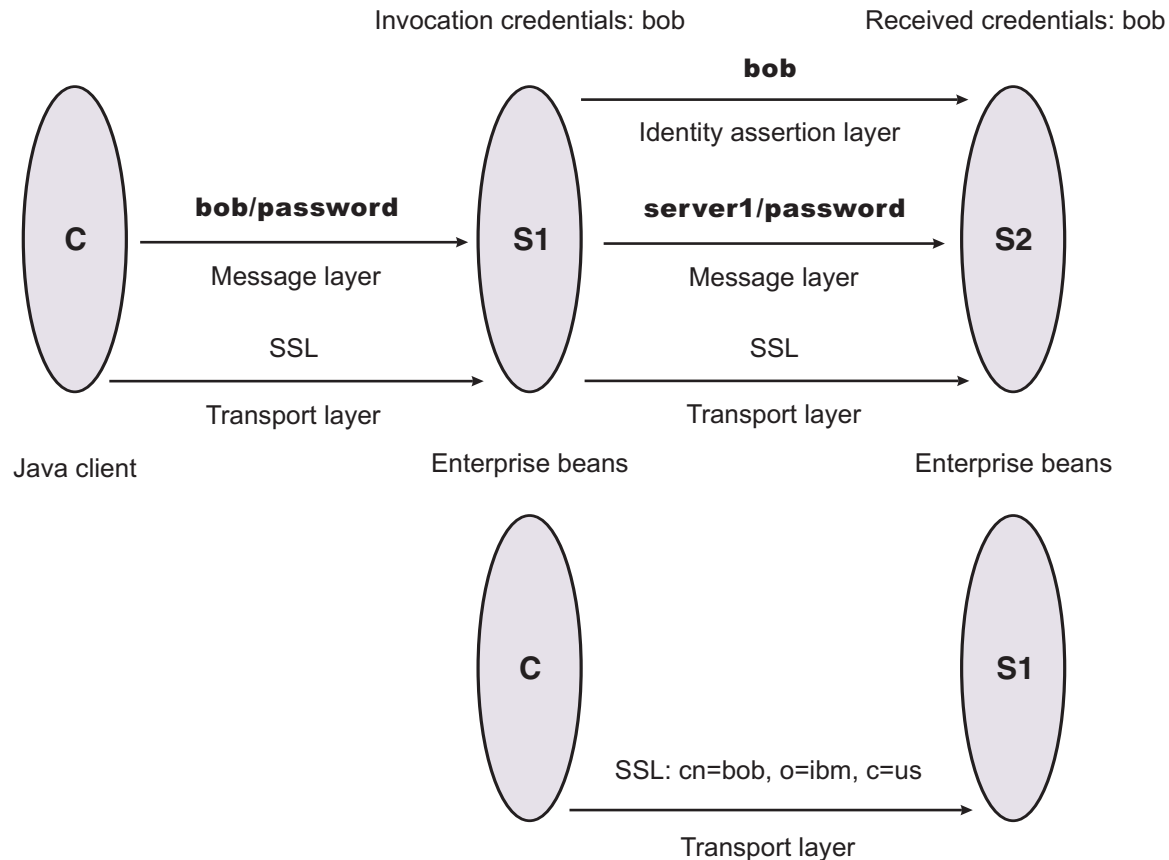 Invocation credentials: bob
Received credentials: bob
bob
Identity assertion layer
bob/password
server1/password
C
S1
S2
Message layer
Message layer
SSL
SSL
Transport layer
Transport layer
Java client
Enterprise beans
Enterprise beans
C
S1
SSL: cn=bob, o=ibm, c=us
Transport layer